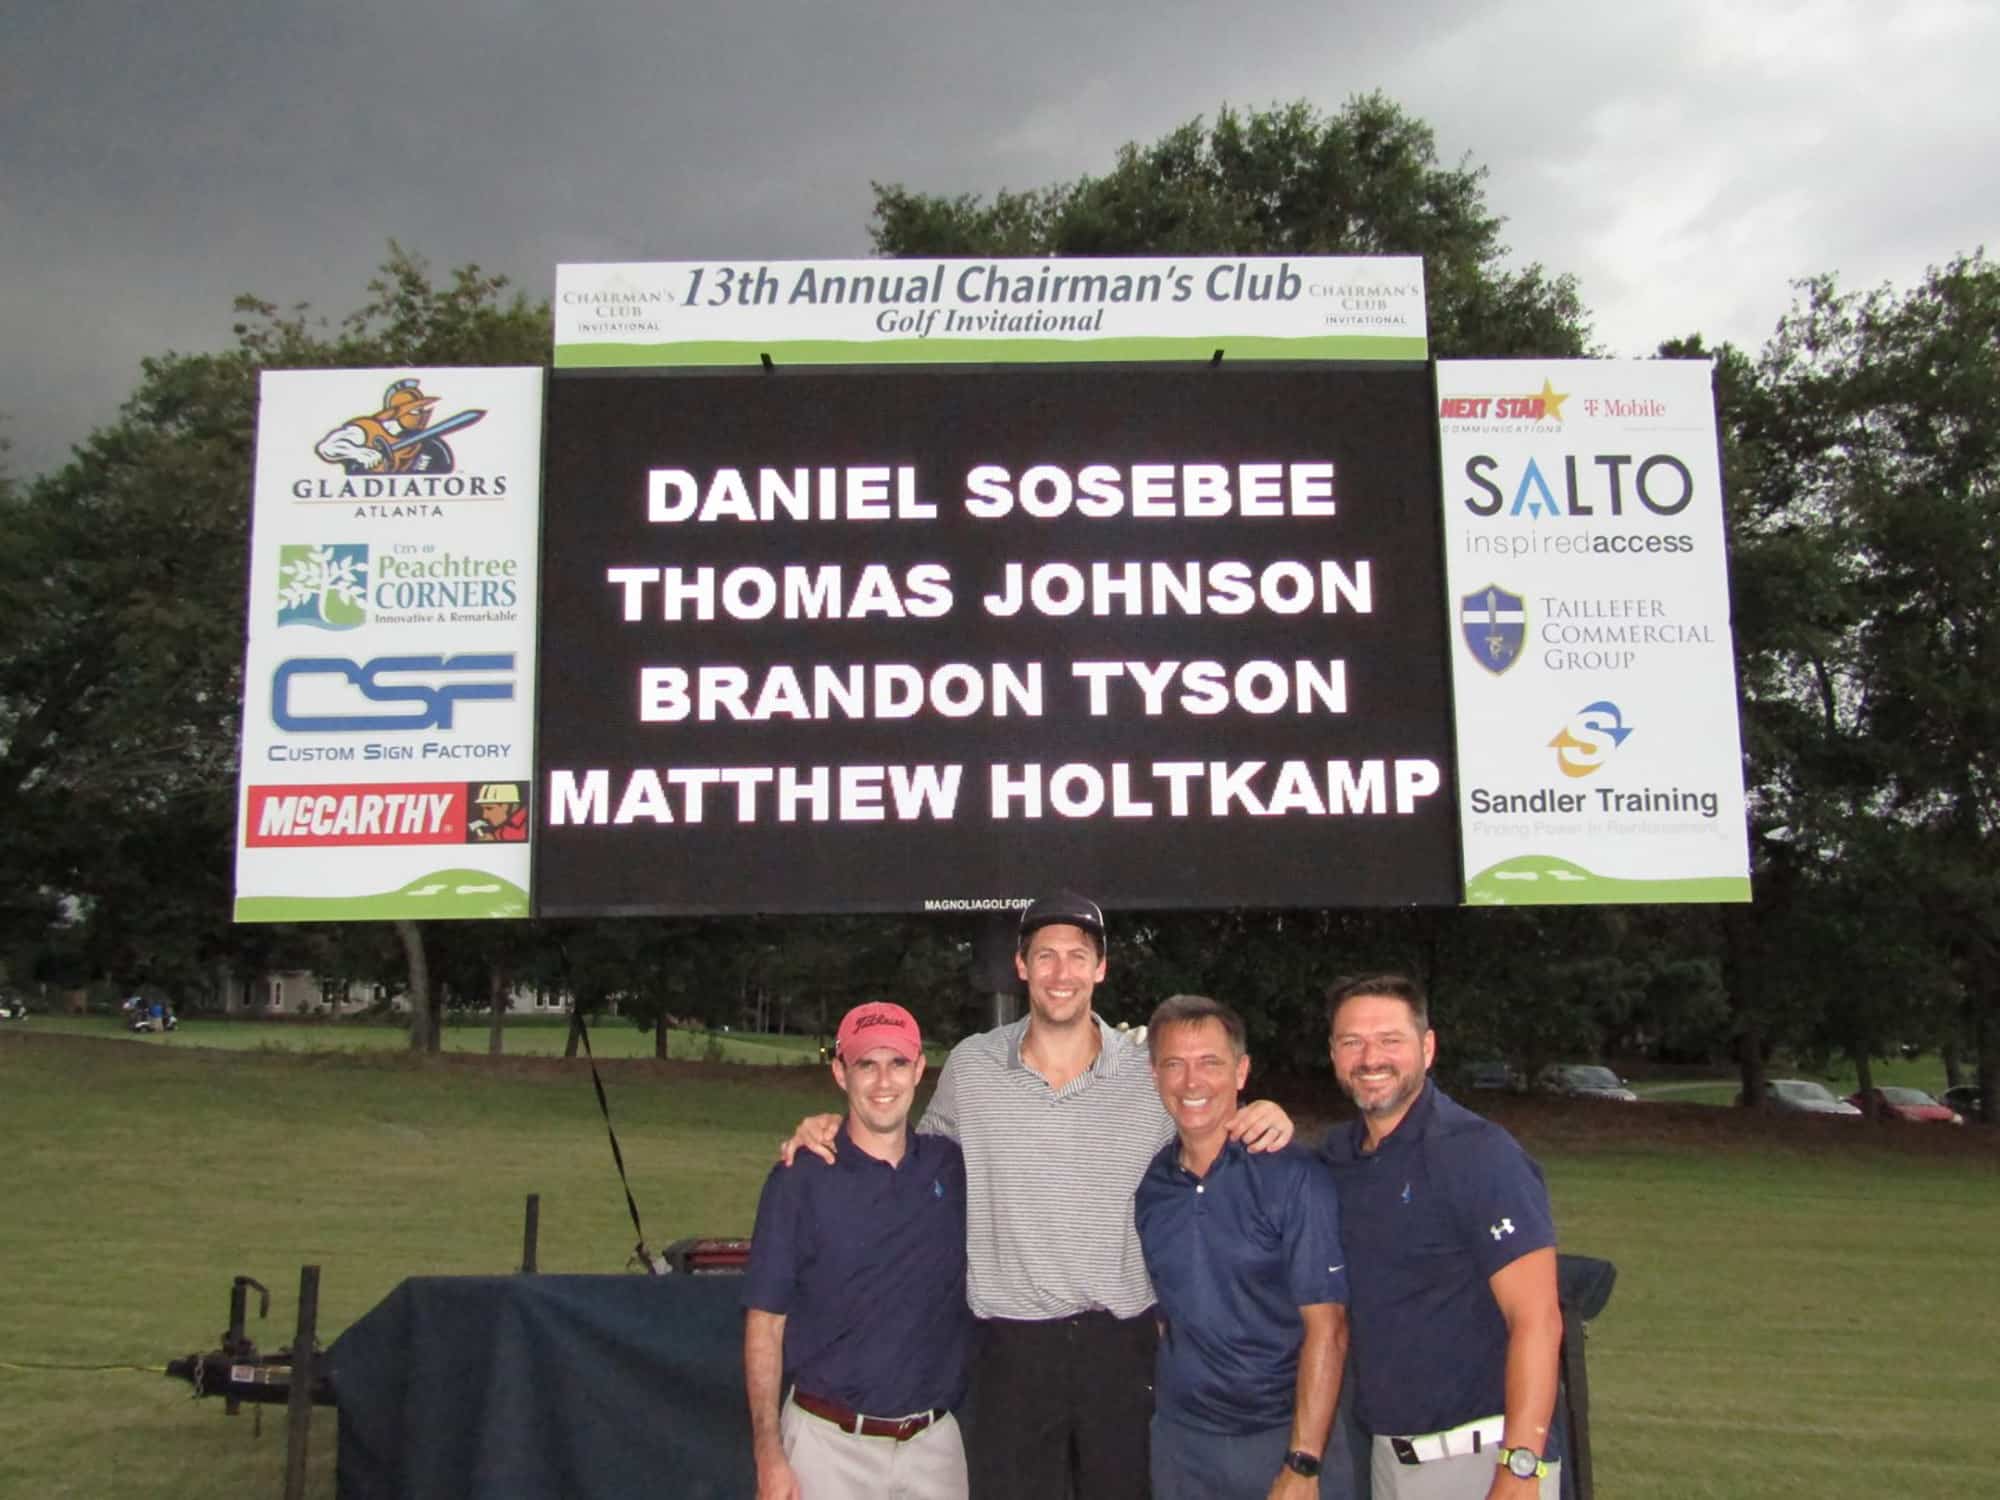 CHAIRMAN'S
CLUB
INVITATIONAL
13th Annual Chairman's Club
Golf Invitational
CHAIRMAN'S
CLUB
INVITATIONAL
GLADIATORS
ATLANTA
CITY OF
Peachtree
CORNERS
Innovative & Remarkable
CSF
CUSTOM SIGN FACTORY
MCCARTHY
DANIEL SOSEBEE
THOMAS JOHNSON
BRANDON TYSON
MATTHEW HOLTKAMP
NEXT STAR
COMMUNICATIONS
T Mobile
SALTO
inspiredaccess
TAILLEFER
COMMERCIAL
GROUP
S
Sandler Training
Finding Power In Reinforcement
Titleist